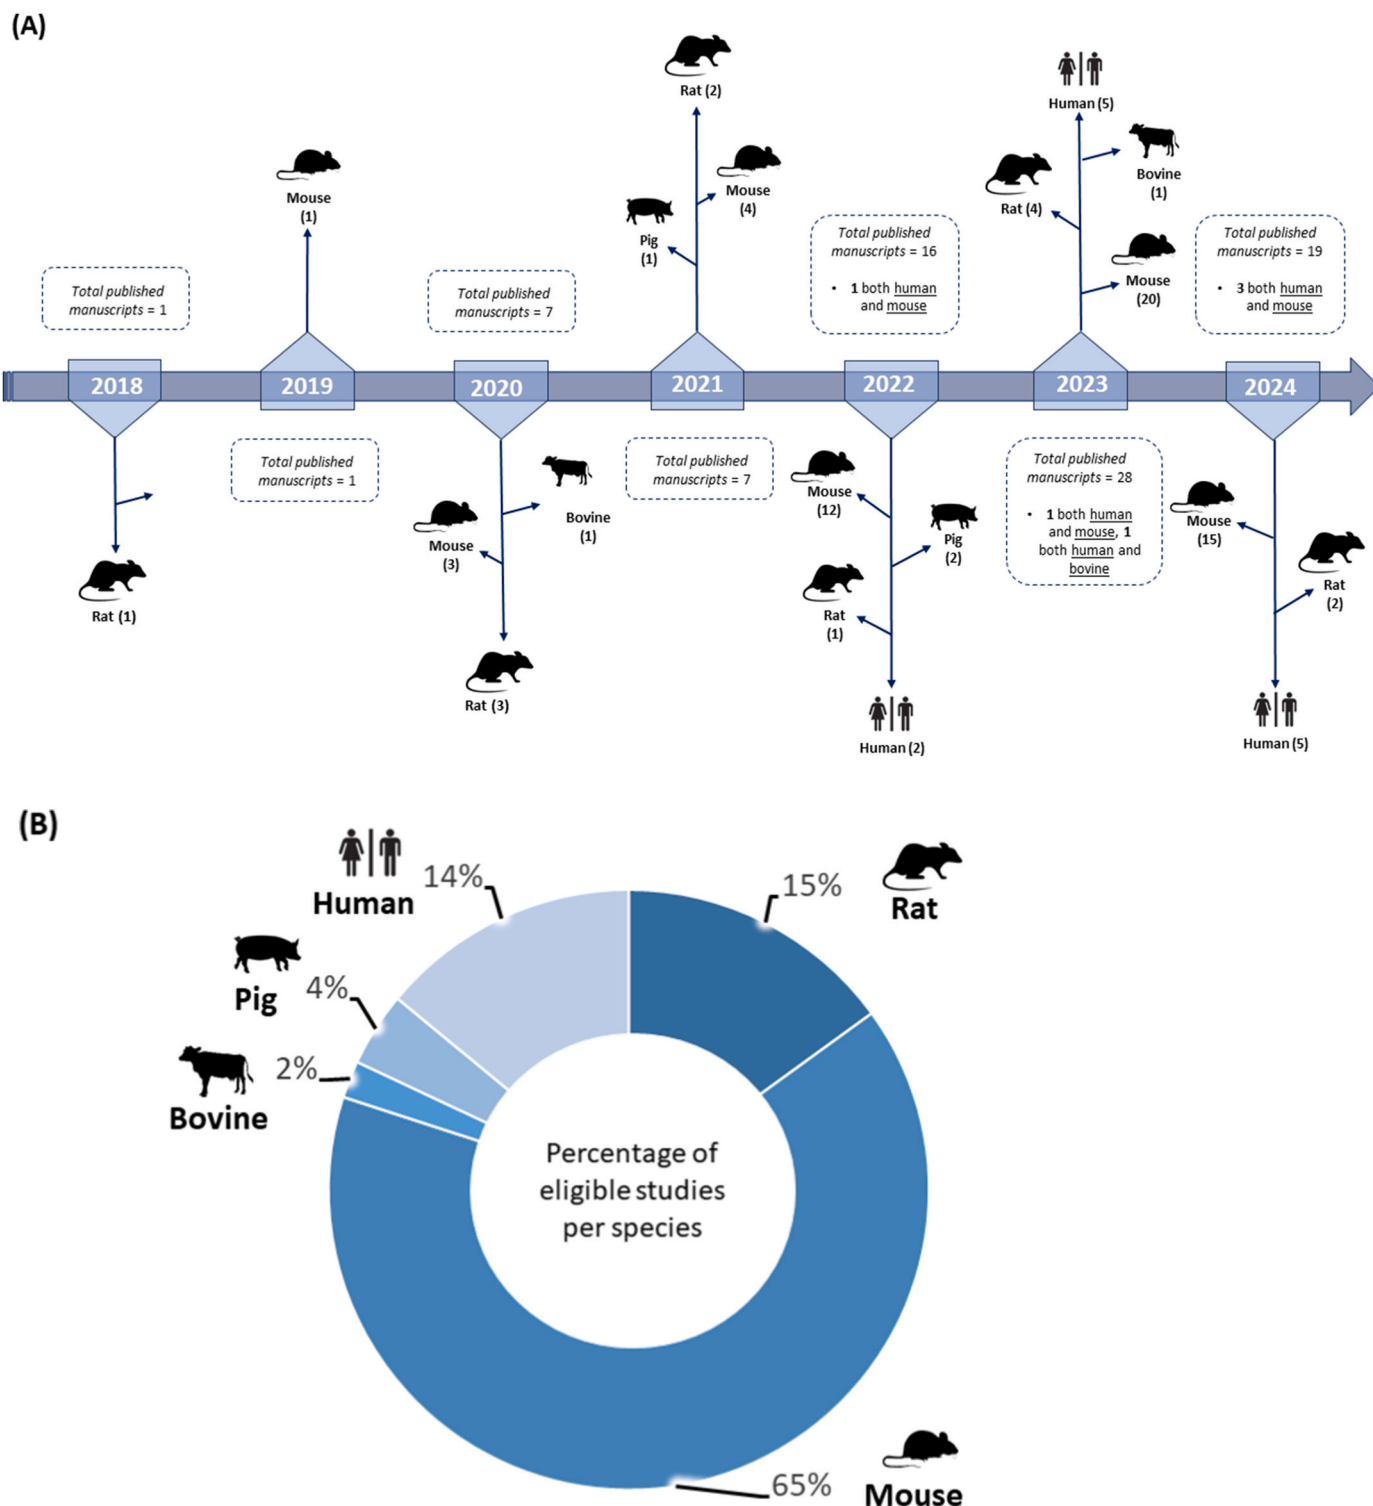 (A)
Rat (2)
Human (5)
Mouse
(1)
Mouse
(4)
Pig
(1)
Bovine
(1)
Rat (4)
Mouse
(20)
Total published
manuscripts = 1
Total published
manuscripts = 7
Total published
manuscripts = 16
• 1 both human
and mouse
Total published
manuscripts = 19
• 3 both human
and mouse
2018
2019
2020
2021
2022
2023
2024
Total published
manuscripts = 1
Total published
manuscripts = 7
Total published
manuscripts = 28
• 1 both human
and mouse, 1
both human and
bovine
Rat (1)
Mouse
(3)
Bovine
(1)
Rat (3)
Mouse
(12)
Pig
(2)
Rat
(1)
Human (2)
Mouse
(15)
Rat
(2)
Human (5)
(B)
Human
14%
15%
Rat
Pig
4%
Bovine
2%
Percentage of
eligible studies
per species
65%
Mouse